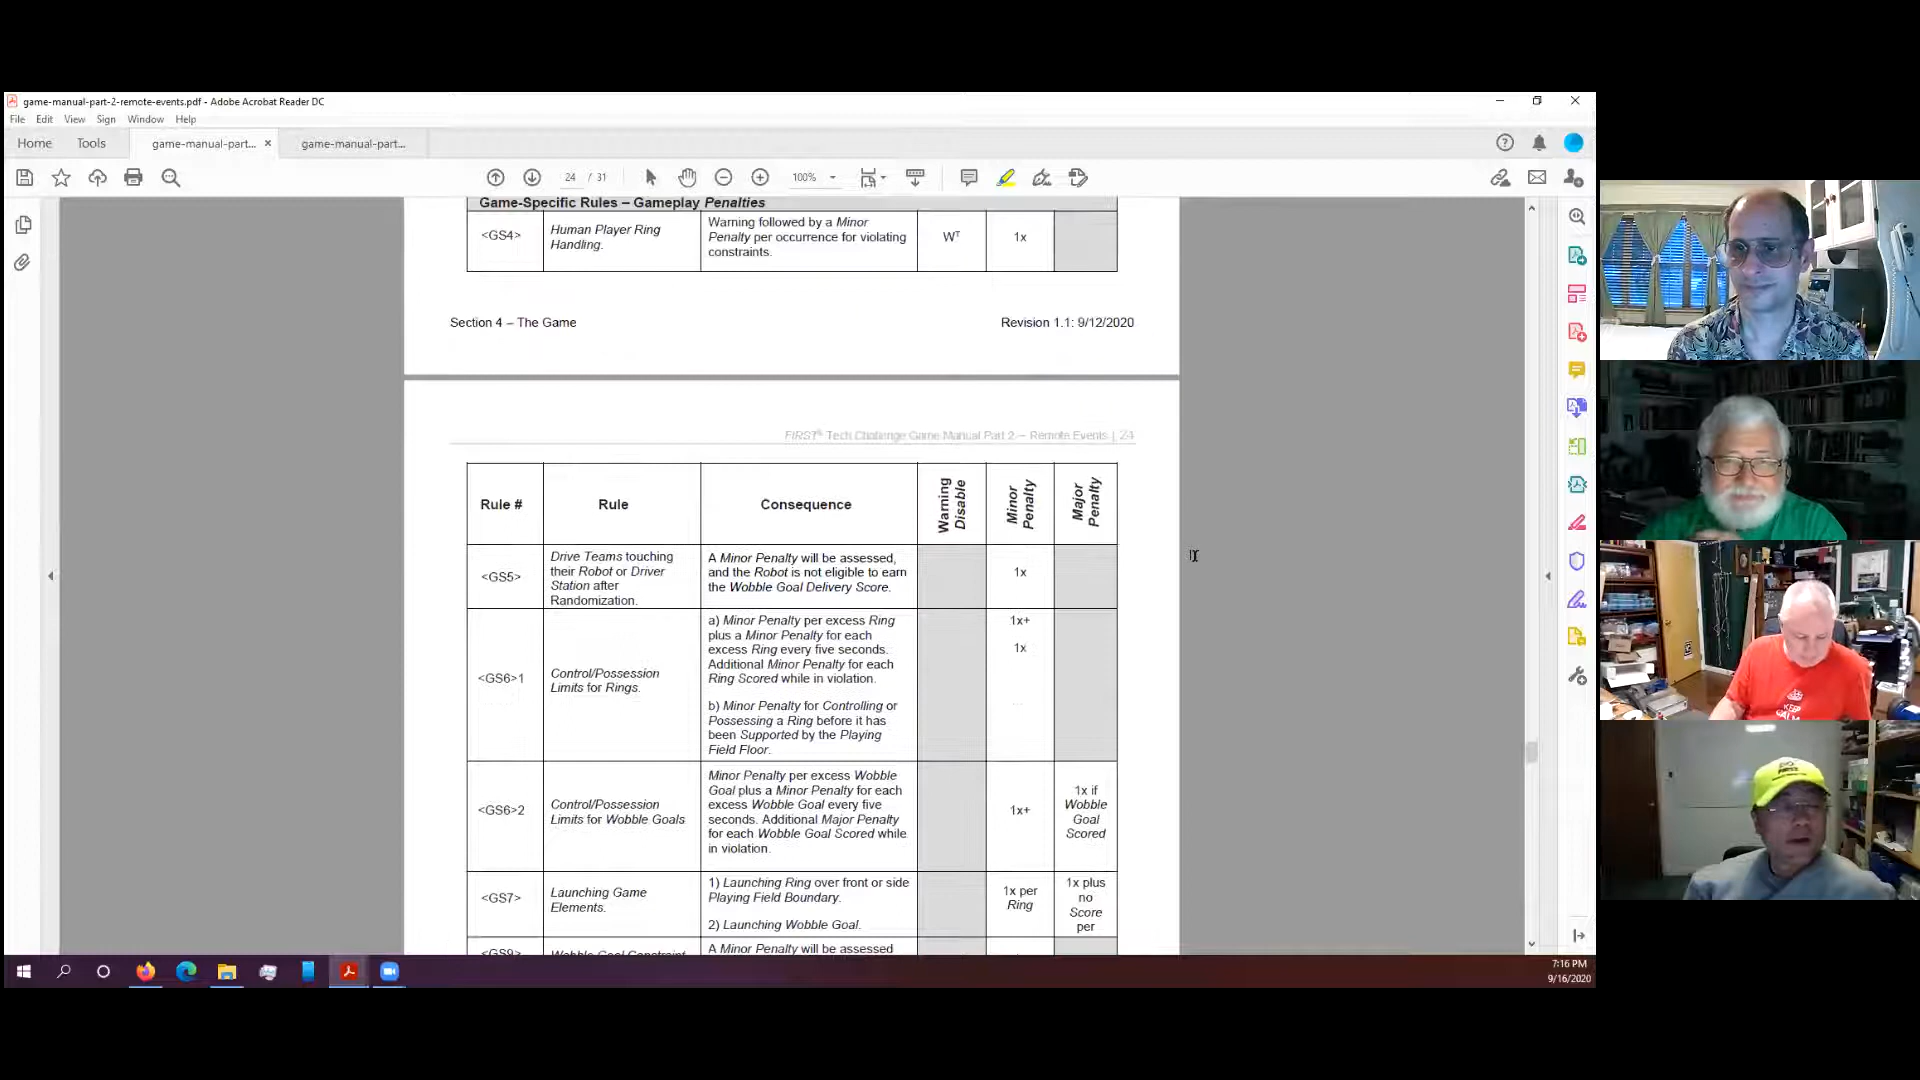 game-manual-part-2-remote-events.pdf - Adobe Acrobat Reader DC
File Edit View Sign Window Help
Home Tools game-manual-part... × game-manual-part...
24 / 31 100%
Game-Specific Rules – Gameplay Penalties
<GS4>
Human Player Ring
Handling.
Warning followed by a Minor
Penalty per occurrence for violating
constraints.
WT
1x
Section 4 – The Game
Revision 1.1: 9/12/2020
FIRST® Tech Challenge Game Manual Part 2 – Remote Events | 24
Rule #
Rule
Consequence
Warning
Disable
Minor
Penalty
Major
Penalty
<GS5>
Drive Teams touching
their Robot or Driver
Station after
Randomization.
A Minor Penalty will be assessed,
and the Robot is not eligible to earn
the Wobble Goal Delivery Score.
1x
<GS6>1
Control/Possession
Limits for Rings.
a) Minor Penalty per excess Ring
plus a Minor Penalty for each
excess Ring every five seconds.
Additional Minor Penalty for each
Ring Scored while in violation.
b) Minor Penalty for Controlling or
Possessing a Ring before it has
been Supported by the Playing
Field Floor.
1x+
1x
<GS6>2
Control/Possession
Limits for Wobble Goals
Minor Penalty per excess Wobble
Goal plus a Minor Penalty for each
excess Wobble Goal every five
seconds. Additional Major Penalty
for each Wobble Goal Scored while
in violation.
1x+
1x if
Wobble
Goal
Scored
<GS7>
Launching Game
Elements.
1) Launching Ring over front or side
Playing Field Boundary.
2) Launching Wobble Goal.
1x per
Ring
1x plus
no
Score
per
<GS9>
Wobble Goal Constraint
A Minor Penalty will be assessed
KEEP
CALM
7:16 PM
9/16/2020